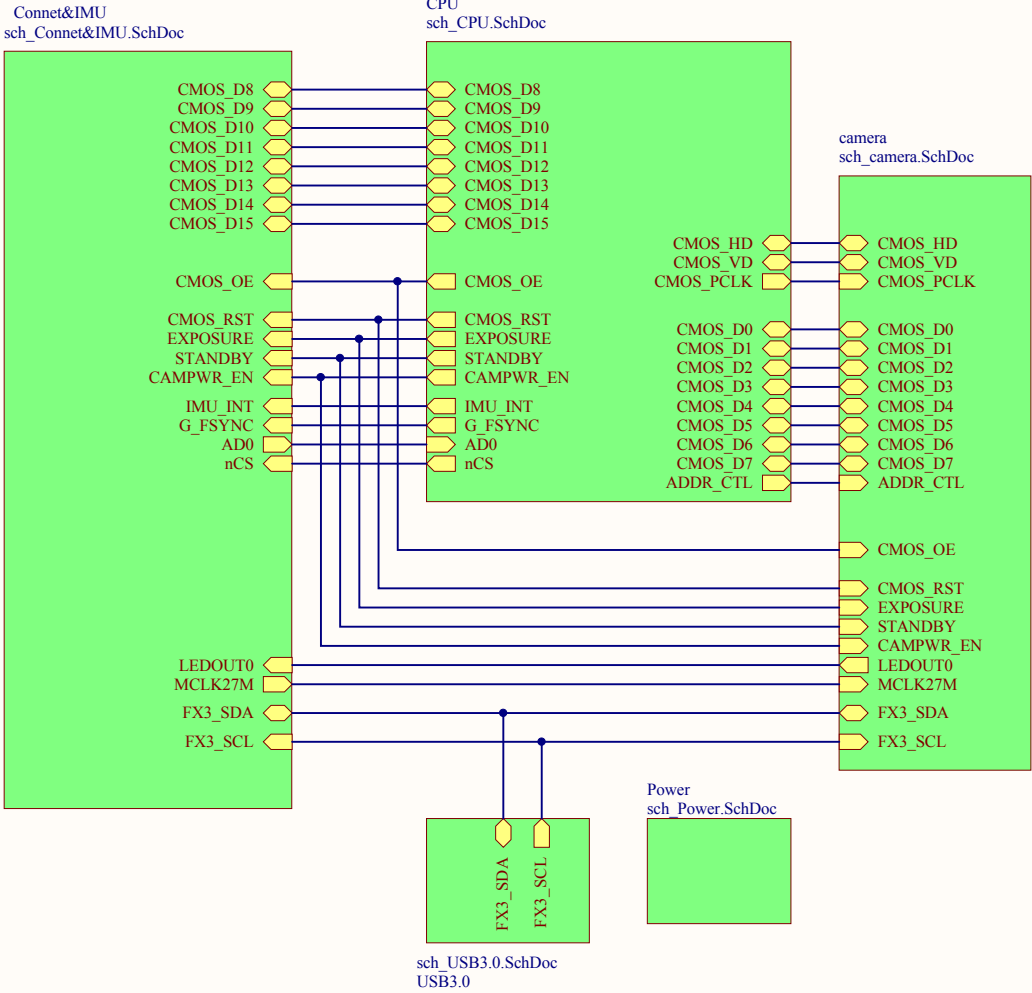 Connet&IMU
sch_Connet&IMU.SchDoc
CMOS_D8
CMOS_D9
CMOS_D10
CMOS_D11
CMOS_D12
CMOS_D13
CMOS_D14
CMOS_D15
CMOS_OE
CMOS_RST
EXPOSURE
STANDBY
CAMPWR_EN
IMU_INT
G_FSYNC
AD0
nCS
LEDOUT0
MCLK27M
FX3_SDA
FX3_SCL
CPU
sch_CPU.SchDoc
CMOS_D8
CMOS_D9
CMOS_D10
CMOS_D11
CMOS_D12
CMOS_D13
CMOS_D14
CMOS_D15
CMOS_OE
CMOS_RST
EXPOSURE
STANDBY
CAMPWR_EN
IMU_INT
G_FSYNC
AD0
nCS
CMOS_HD
CMOS_VD
CMOS_PCLK
CMOS_D0
CMOS_D1
CMOS_D2
CMOS_D3
CMOS_D4
CMOS_D5
CMOS_D6
CMOS_D7
ADDR_CTL
camera
sch_camera.SchDoc
CMOS_HD
CMOS_VD
CMOS_PCLK
CMOS_D0
CMOS_D1
CMOS_D2
CMOS_D3
CMOS_D4
CMOS_D5
CMOS_D6
CMOS_D7
ADDR_CTL
CMOS_OE
CMOS_RST
EXPOSURE
STANDBY
CAMPWR_EN
LEDOUT0
MCLK27M
FX3_SDA
FX3_SCL
FX3_SDA
FX3_SCL
sch_USB3.0.SchDoc
USB3.0
Power
sch_Power.SchDoc